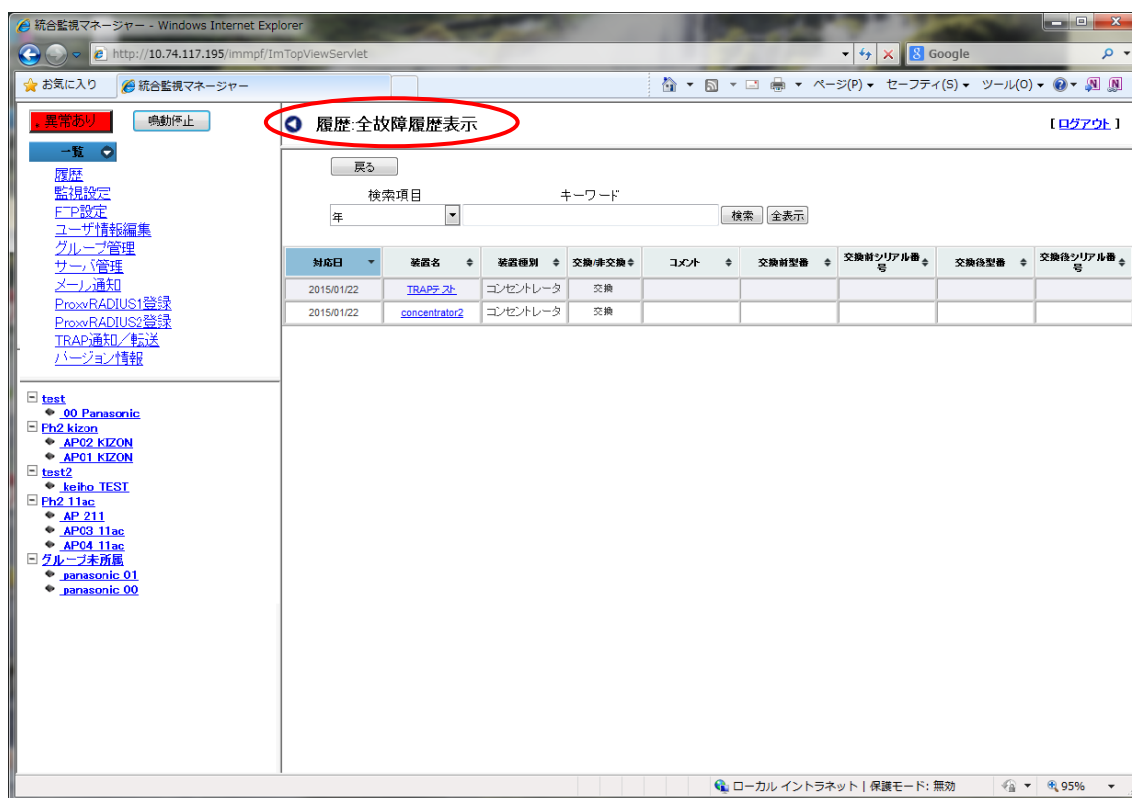 統合監視マネージャー - Windows Internet Explorer
http://10.74.117.195/immpf/ImTopViewServlet
Google
お気に入り
統合監視マネージャー
ページ(P)
セーフティ(S)
ツール(O)
異常あり
鳴動停止
履歴:全故障履歴表示
[ ログアウト ]
一覧
履歴
監視設定
FTP設定
ユーザ情報編集
グループ管理
サーバ管理
メール通知
ProxyRADIUS1登録
ProxyRADIUS2登録
TRAP通知／転送
バージョン情報
戻る
検索項目 キーワード
年 検索 全表示
対応日 装置名 装置種別 交換/非交換 コメント 交換前型番 交換前シリアル番号 交換後型番 交換後シリアル番号
2015/01/22 TRAPテスト コンセントレータ 交換
2015/01/22 concentrator2 コンセントレータ 交換
test
00 Panasonic
Ph2 kizon
AP02 KIZON
AP01 KIZON
test2
keiho TEST
Ph2 11ac
AP 211
AP03 11ac
AP04 11ac
グループ未所属
panasonic 01
panasonic 00
ローカル イントラネット | 保護モード: 無効
95%